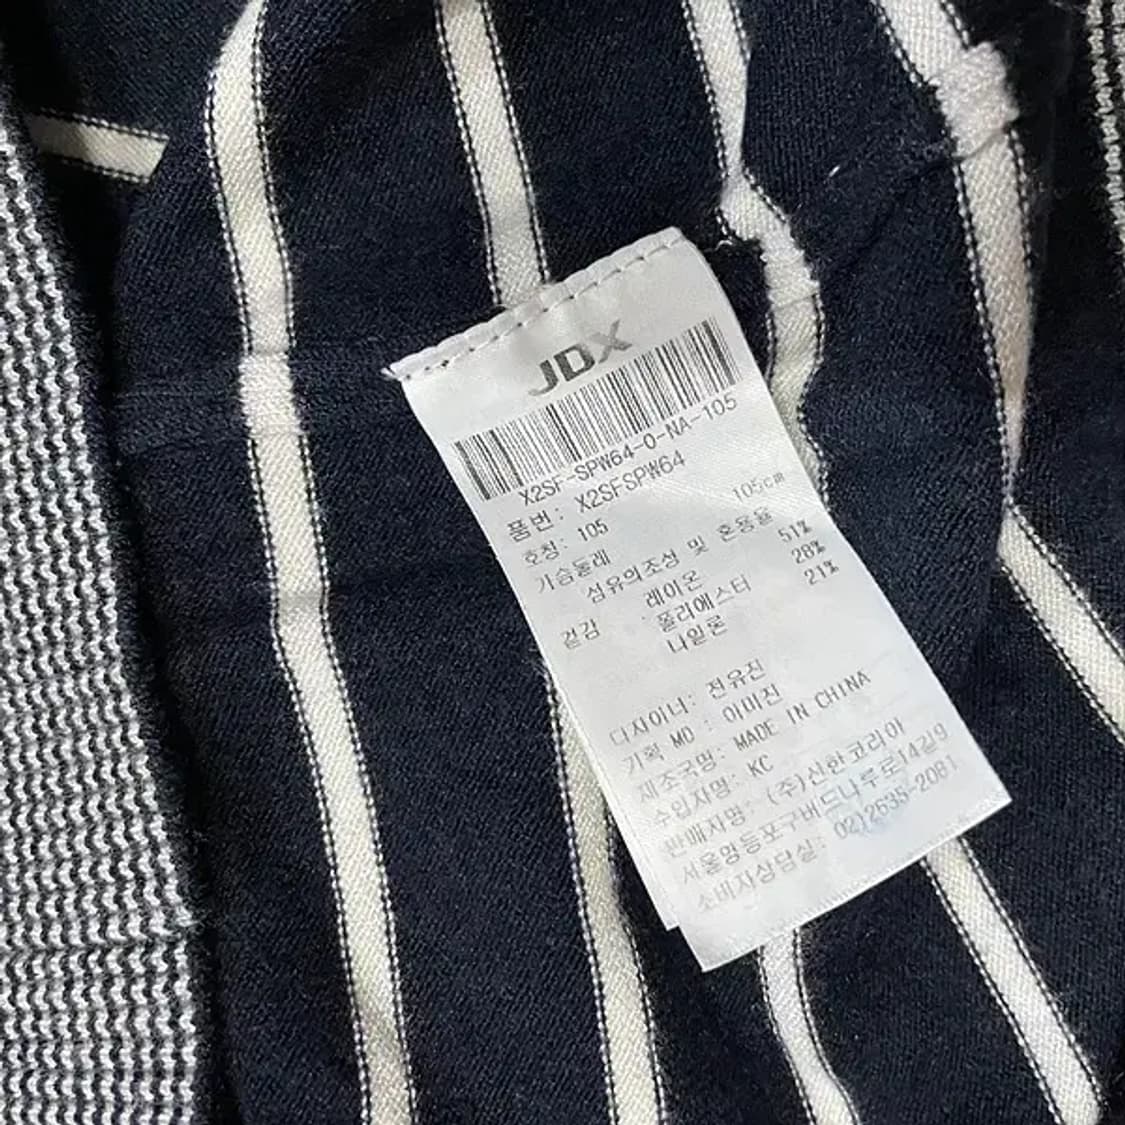 JDX
X2SF-SPW64-0-NA-105
품번: X2SFSPW64
호칭: 105
가슴둘레 105cm
섬유의조성 및 혼용율
겉감 : 레이온 51%
폴리에스터 28%
나일론 21%
디자이너: 전유진
기획 MD : 이미진
제조국명: MADE IN CHINA
수입자명: KC
판매자명: (주)신한코리아
서울영등포구버드나루로14길9
소비자상담실: 02)2635-2081